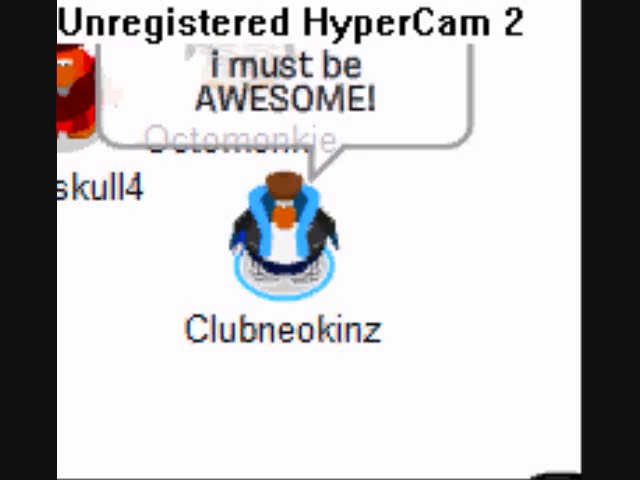 Unregistered HyperCam 2
i must be
AWESOME!
Octomonkie
skull4
Clubneokinz